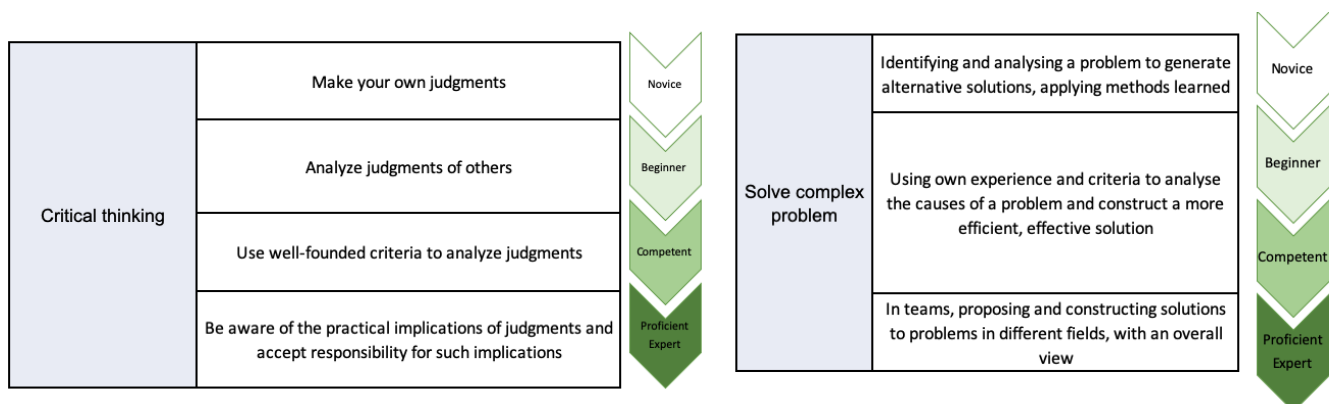 Critical thinking
Make your own judgments
Analyze judgments of others
Use well-founded criteria to analyze judgments
Be aware of the practical implications of judgments and
accept responsibility for such implications
Novice
Beginner
Competent
Proficient
Expert
Solve complex
problem
Identifying and analysing a problem to generate
alternative solutions, applying methods learned
Using own experience and criteria to analyse
the causes of a problem and construct a more
efficient, effective solution
In teams, proposing and constructing solutions
to problems in different fields, with an overall
view
Novice
Beginner
Competent
Proficient
Expert